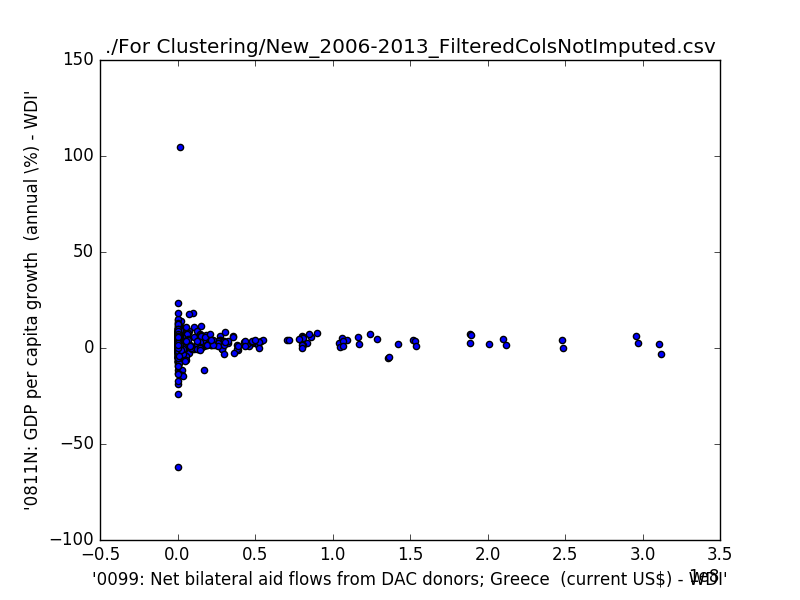 ./For Clustering/New_2006-2013_FilteredColsNotImputed.csv
150
100
50
0
−50
−100
'0811N: GDP per capita growth  (annual \%) - WDI'
−0.5 0.0 0.5 1.0 1.5 2.0 2.5 3.0 3.5
1e8
'0099: Net bilateral aid flows from DAC donors; Greece  (current US$) - WDI'